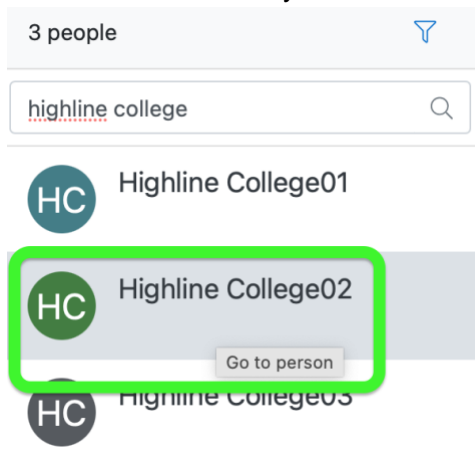 3 people
highline college
HC Highline College01
HC Highline College02
Go to person
HC Highline College03